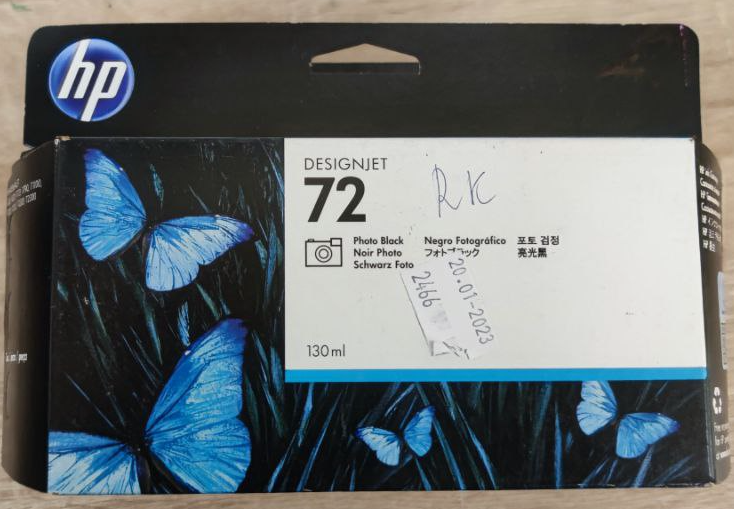 hp
DESIGNJET
72
RK
Photo Black
Noir Photo
Schwarz Foto
Negro Fotográfico
フォトブラック
포토 검정
亮光黑
20.01-2023
2466
130 ml